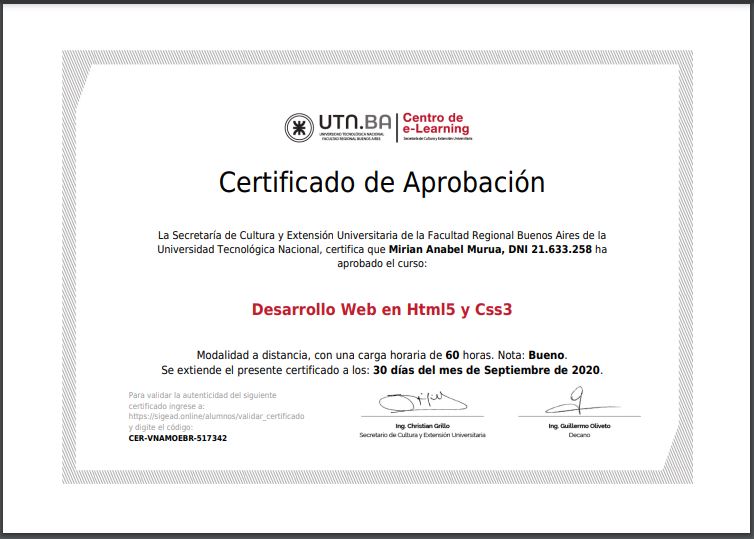 UTN.BA
UNIVERSIDAD TECNOLÓGICA NACIONAL
FACULTAD REGIONAL BUENOS AIRES
Centro de
e-Learning
Secretaría de Cultura y Extensión Universitaria
Certificado de Aprobación
La Secretaría de Cultura y Extensión Universitaria de la Facultad Regional Buenos Aires de la
Universidad Tecnológica Nacional, certifica que Mirian Anabel Murua, DNI 21.633.258 ha
aprobado el curso:
Desarrollo Web en Html5 y Css3
Modalidad a distancia, con una carga horaria de 60 horas. Nota: Bueno.
Se extiende el presente certificado a los: 30 días del mes de Septiembre de 2020.
Para validar la autenticidad del siguiente
certificado ingrese a:
https://sigead.online/alumnos/validar_certificado
y digite el código:
CER-VNAMOEBR-517342
Ing. Christian Grillo
Secretario de Cultura y Extensión Universitaria
Ing. Guillermo Oliveto
Decano